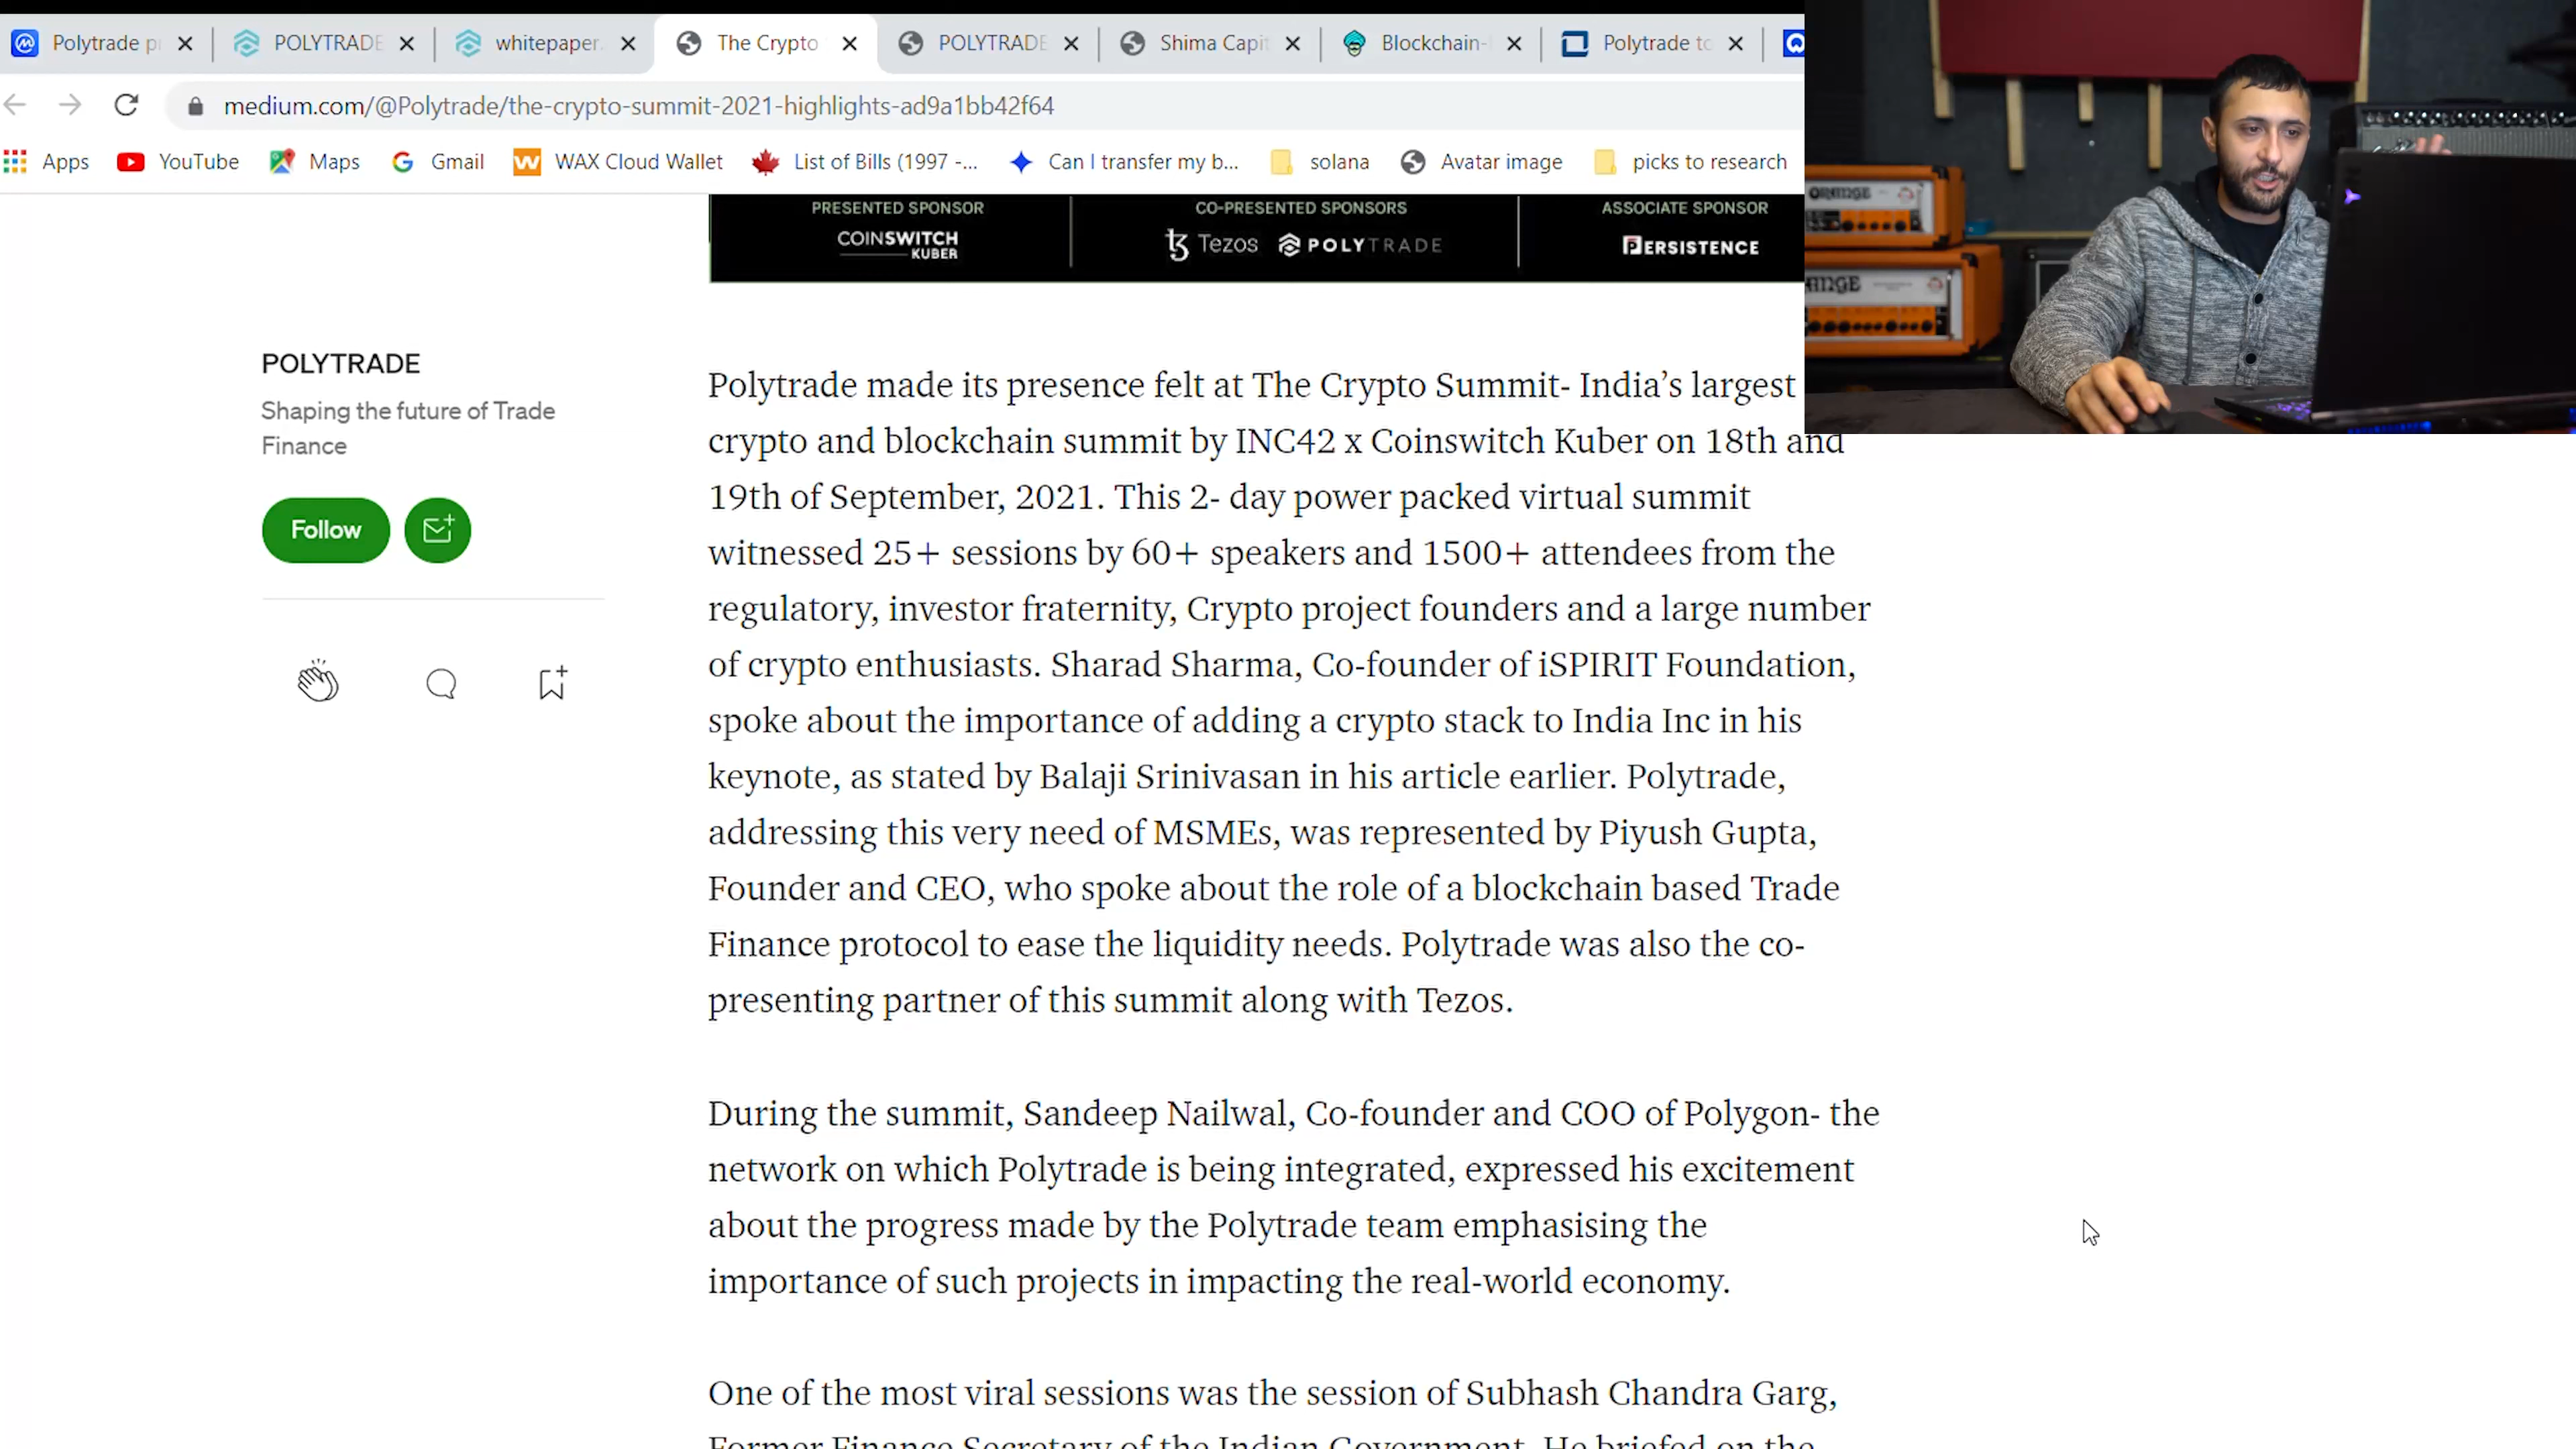 Polytrade p
POLYTRADE
whitepaper.
The Crypto
POLYTRADE
Shima Capi
Blockchain-
Polytrade to
medium.com/@Polytrade/the-crypto-summit-2021-highlights-ad9a1bb42f64
Apps
YouTube
Maps
Gmail
WAX Cloud Wallet
List of Bills (1997 -...
Can I transfer my b...
solana
Avatar image
picks to research
PRESENTED SPONSOR
COINSWITCH
KUBER
CO-PRESENTED SPONSORS
Tezos
POLYTRADE
ASSOCIATE SPONSOR
PERSISTENCE
ORANGE
POLYTRADE
Shaping the future of Trade
Finance
Follow
Polytrade made its presence felt at The Crypto Summit- India’s largest
crypto and blockchain summit by INC42 x Coinswitch Kuber on 18th and
19th of September, 2021. This 2- day power packed virtual summit
witnessed 25+ sessions by 60+ speakers and 1500+ attendees from the
regulatory, investor fraternity, Crypto project founders and a large number
of crypto enthusiasts. Sharad Sharma, Co-founder of iSPIRIT Foundation,
spoke about the importance of adding a crypto stack to India Inc in his
keynote, as stated by Balaji Srinivasan in his article earlier. Polytrade,
addressing this very need of MSMEs, was represented by Piyush Gupta,
Founder and CEO, who spoke about the role of a blockchain based Trade
Finance protocol to ease the liquidity needs. Polytrade was also the co-
presenting partner of this summit along with Tezos.
During the summit, Sandeep Nailwal, Co-founder and COO of Polygon- the
network on which Polytrade is being integrated, expressed his excitement
about the progress made by the Polytrade team emphasising the
importance of such projects in impacting the real-world economy.
One of the most viral sessions was the session of Subhash Chandra Garg,
Former Finance Secretary of the Indian Government. He briefed on the